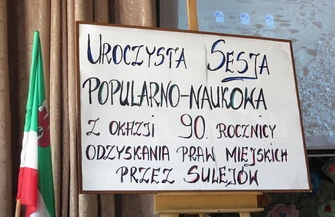 UROCZYSTA SESJA
POPULARNO-NAUKOWA
Z OKAZJI 90. ROCZNICY
ODZYSKANIA PRAW MIEJSKICH
PRZEZ SULEJÓW